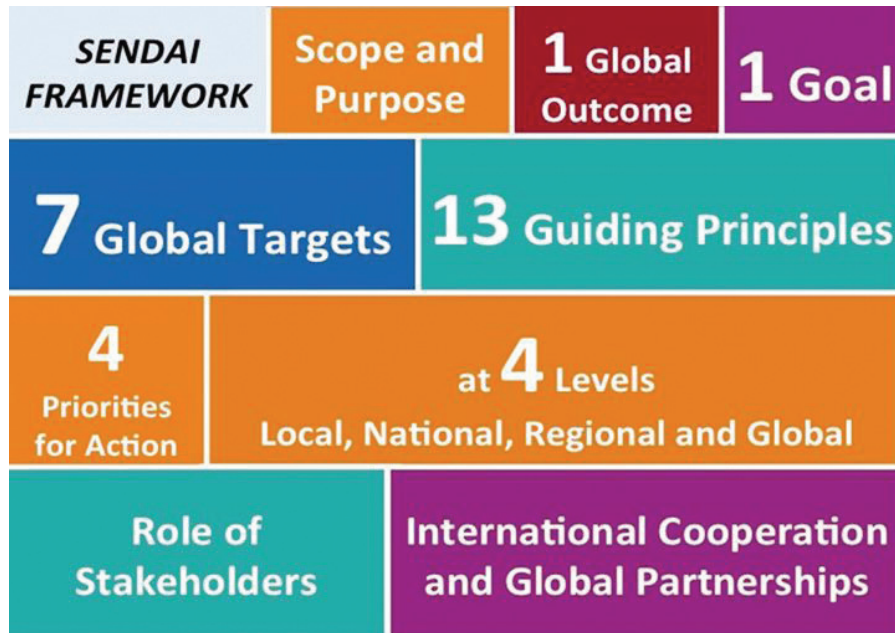 SENDAI
FRAMEWORK
Scope and
Purpose
1 Global
Outcome
1 Goal
7 Global Targets
13 Guiding Principles
4
Priorities
for Action
at 4 Levels
Local, National, Regional and Global
Role of
Stakeholders
International Cooperation
and Global Partnerships